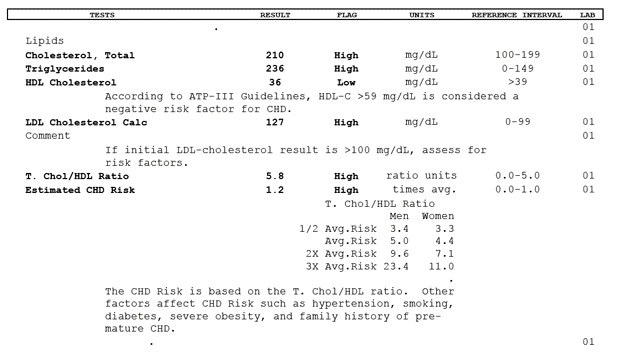 TESTS RESULT FLAG UNITS REFERENCE INTERVAL LAB
. 01
Lipids 01
Cholesterol, Total 210 High mg/dL 100-199 01
Triglycerides 236 High mg/dL 0-149 01
HDL Cholesterol 36 Low mg/dL >39 01
According to ATP-III Guidelines, HDL-C >59 mg/dL is considered a
negative risk factor for CHD.
LDL Cholesterol Calc 127 High mg/dL 0-99 01
Comment 01
If initial LDL-cholesterol result is >100 mg/dL, assess for
risk factors.
T. Chol/HDL Ratio 5.8 High ratio units 0.0-5.0 01
Estimated CHD Risk 1.2 High times avg. 0.0-1.0 01
T. Chol/HDL Ratio
Men Women
1/2 Avg.Risk 3.4 3.3
Avg.Risk 5.0 4.4
2X Avg.Risk 9.6 7.1
3X Avg.Risk 23.4 11.0
.
The CHD Risk is based on the T. Chol/HDL ratio. Other
factors affect CHD Risk such as hypertension, smoking,
diabetes, severe obesity, and family history of pre-
mature CHD.
. 01